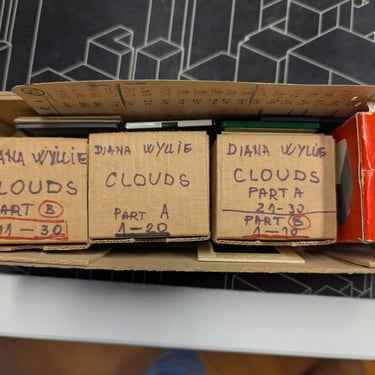 DIANA WYLIE
CLOUDS
PART B
11-30
DIANA WYLIE
CLOUDS
PART A
1-20
DIANA WYLIE
CLOUDS
PART A
21-30
PART B
1-10